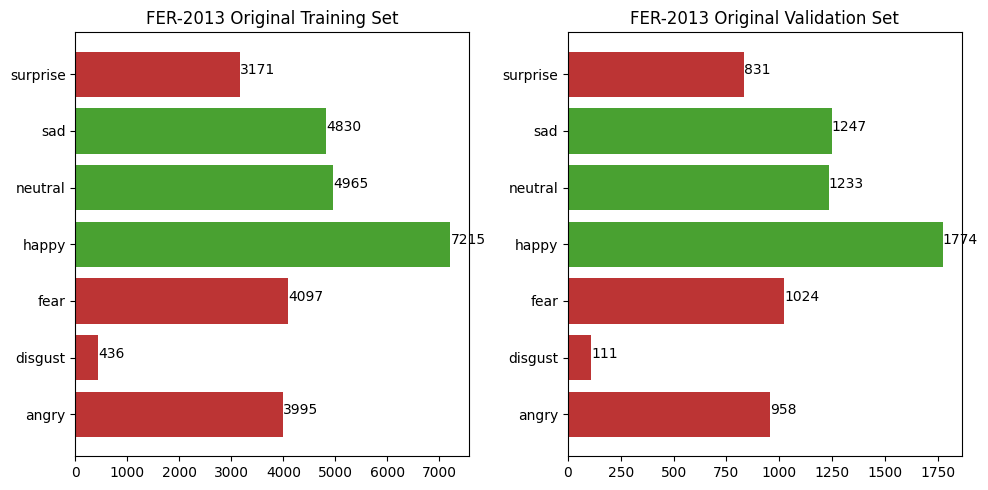 FER-2013 Original Training Set
surprise 3171
sad 4830
neutral 4965
happy 7215
fear 4097
disgust 436
angry 3995
0 1000 2000 3000 4000 5000 6000 7000
FER-2013 Original Validation Set
surprise 831
sad 1247
neutral 1233
happy 1774
fear 1024
disgust 111
angry 958
0 250 500 750 1000 1250 1500 1750